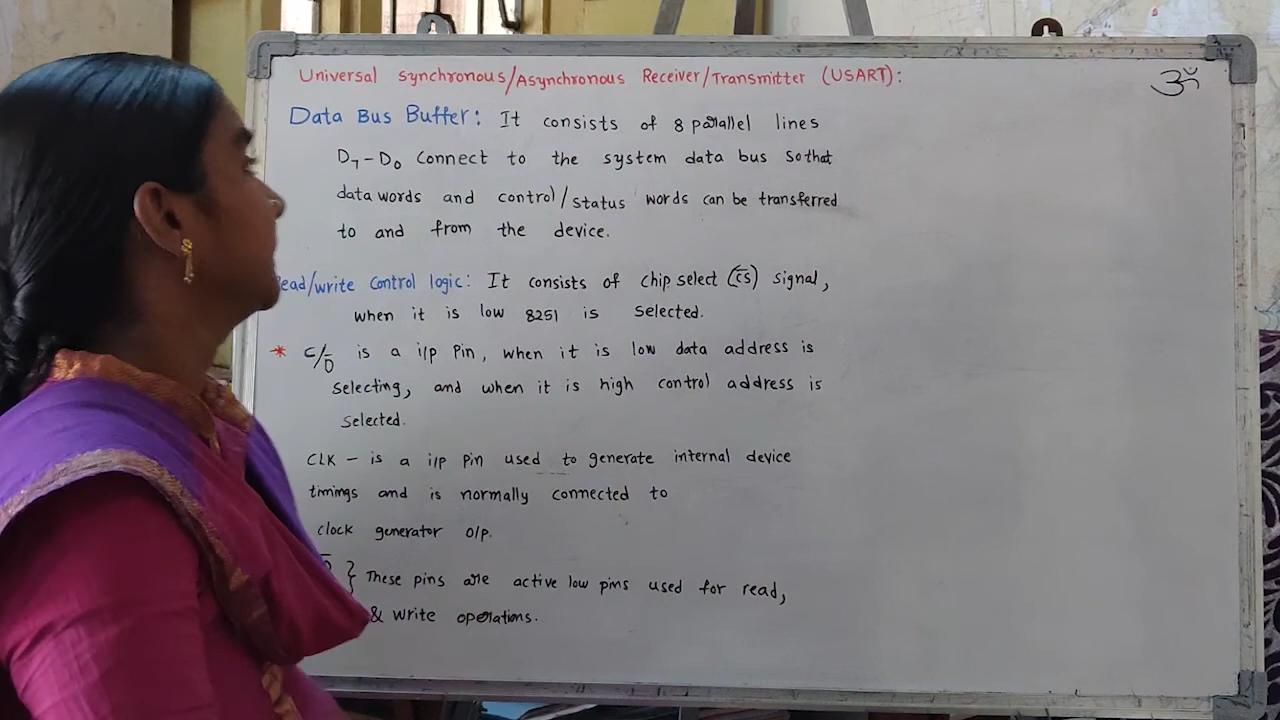 Universal synchronous/Asynchronous Receiver/Transmitter (USART):
ॐ
Data Bus Buffer: It consists of 8 parallel lines
D7-D0 Connect to the system data bus so that
data words and control/status words can be transferred
to and from the device.
ead/write control logic: It consists of chip select (C̅S̅) signal,
when it is low 8251 is selected.
* C/D̅ is a i/p Pin, when it is low data address is
selecting, and when it is high control address is
selected.
CLK – is a i/p pin used to generate internal device
timings and is normally connected to
clock generator o/p.
} These pins are active low pins used for read,
& write operations.